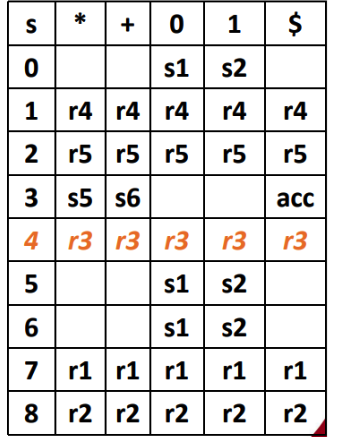 s * + 0 1 $
0 s1 s2
1 r4 r4 r4 r4 r4
2 r5 r5 r5 r5 r5
3 s5 s6 acc
4 r3 r3 r3 r3 r3
5 s1 s2
6 s1 s2
7 r1 r1 r1 r1 r1
8 r2 r2 r2 r2 r2